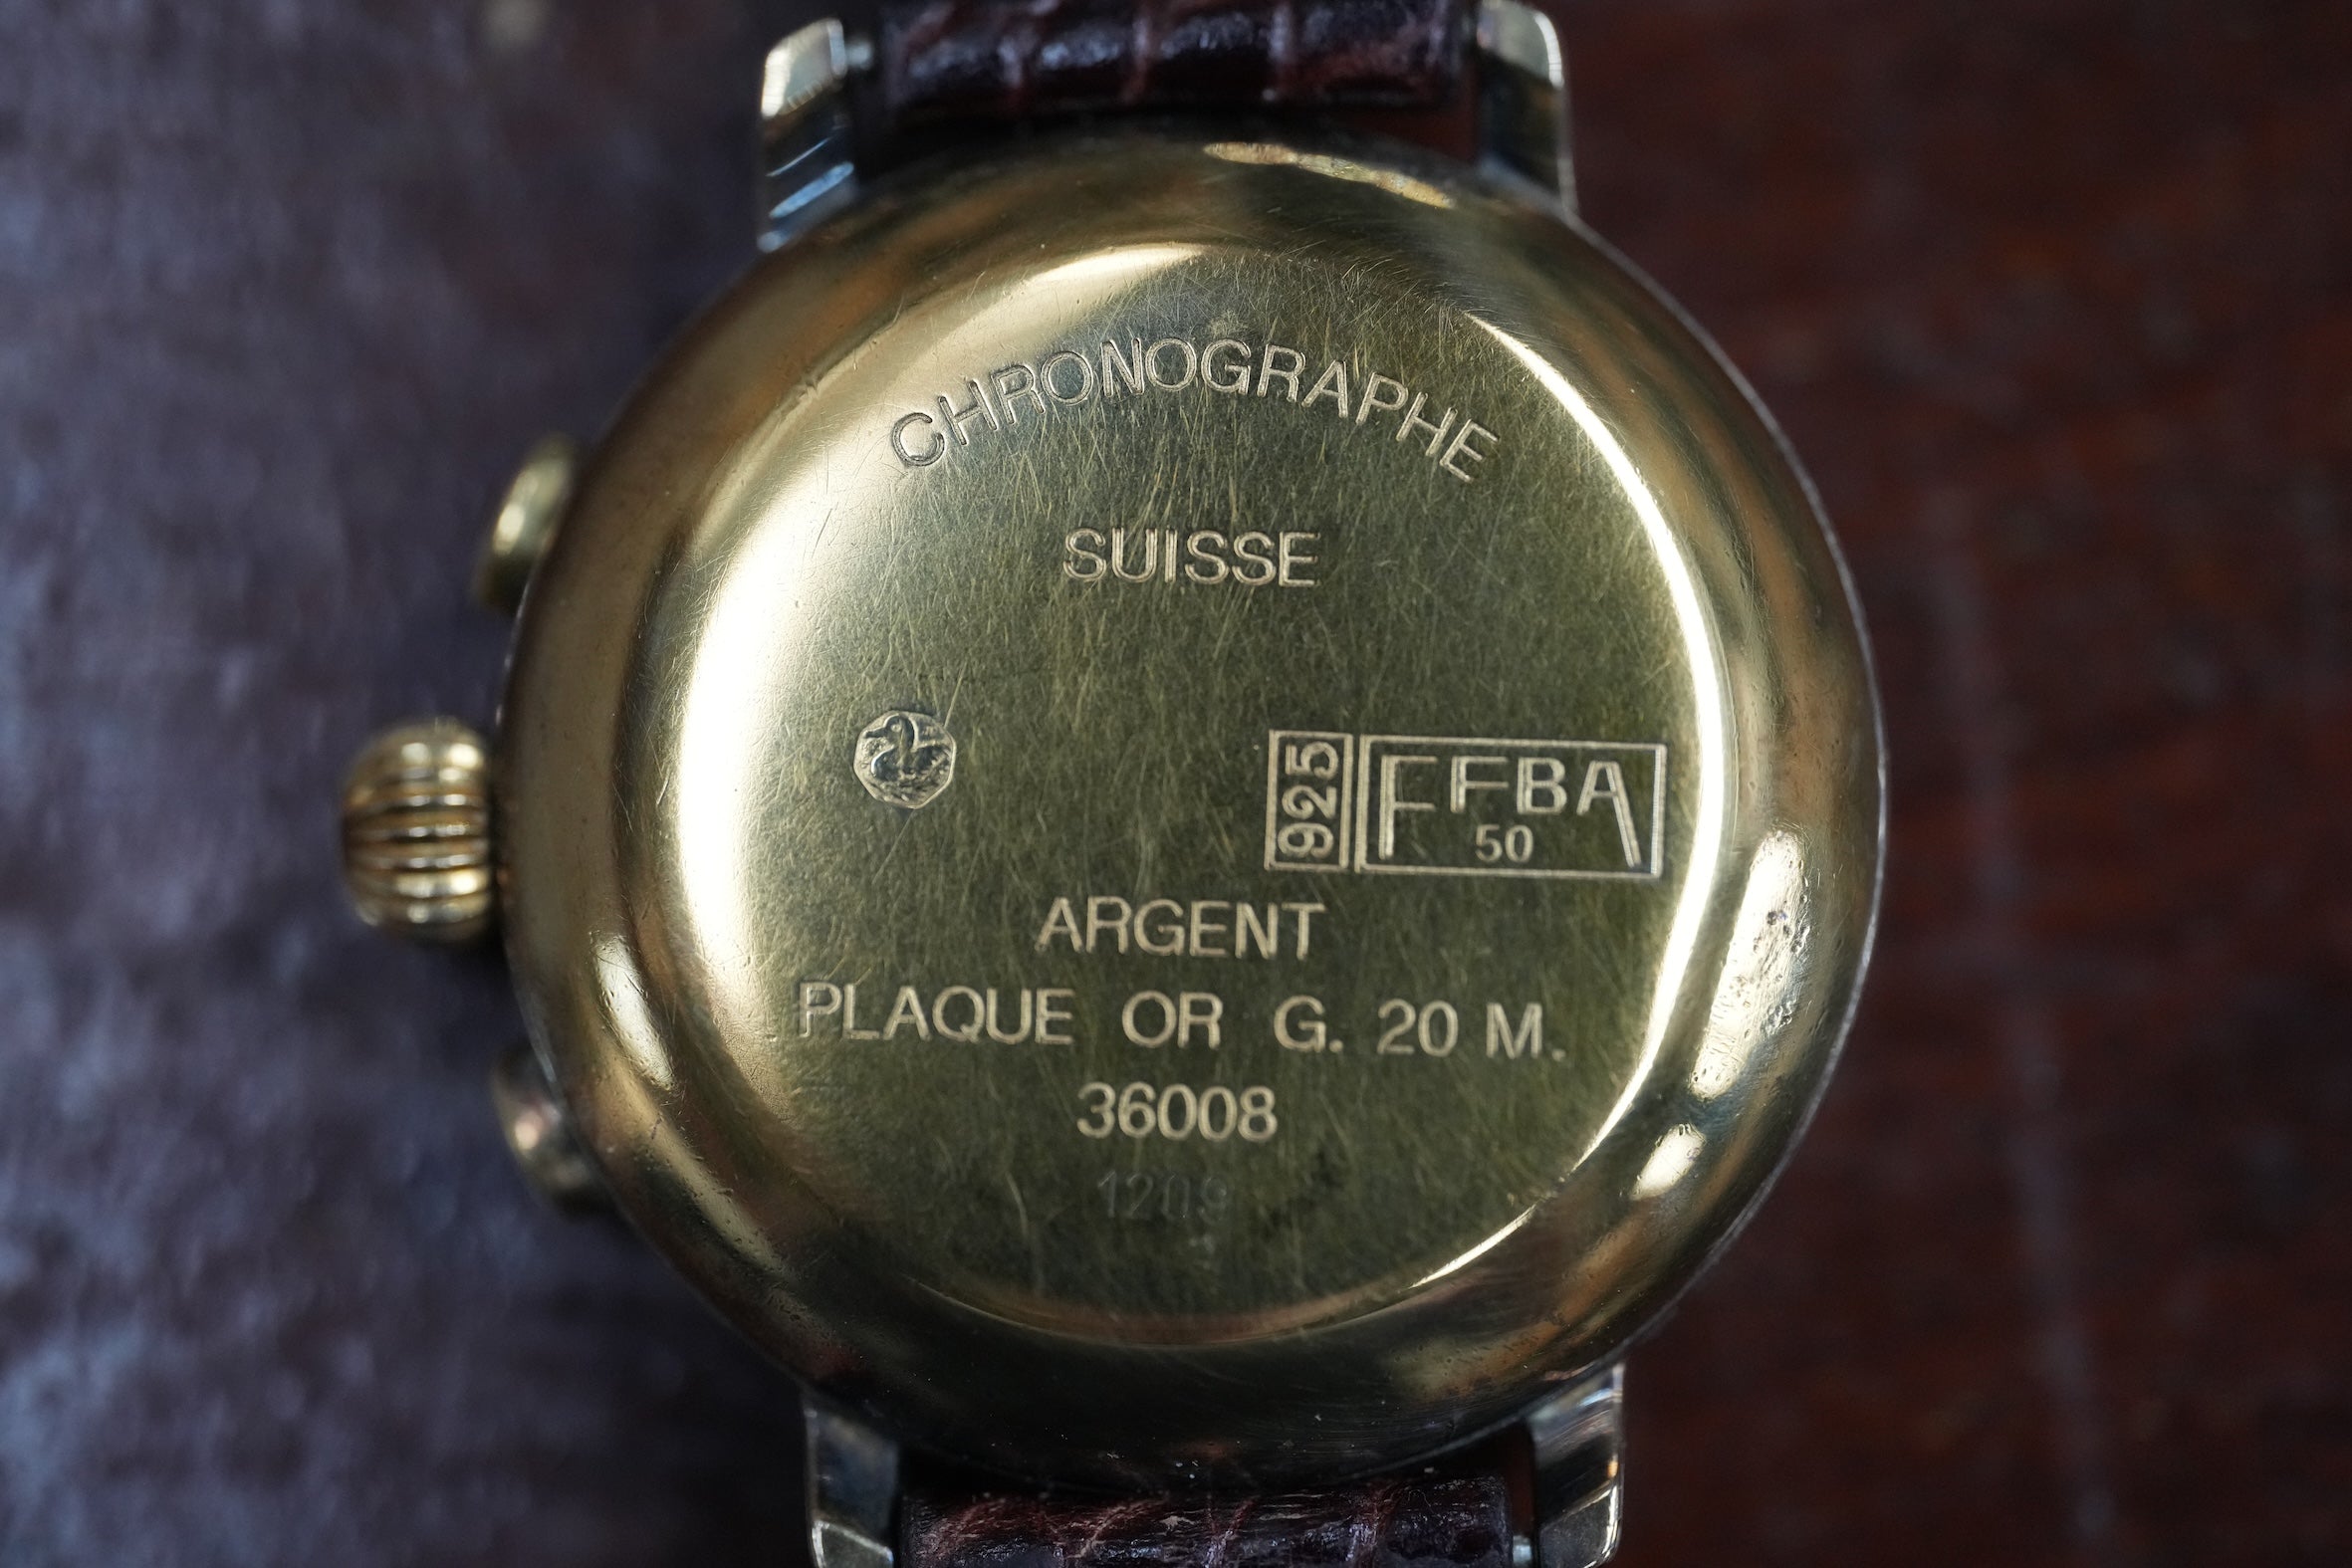 CHRONOGRAPHE
SUISSE
925
FFBA
50
ARGENT
PLAQUE OR G. 20 M.
36008
1209